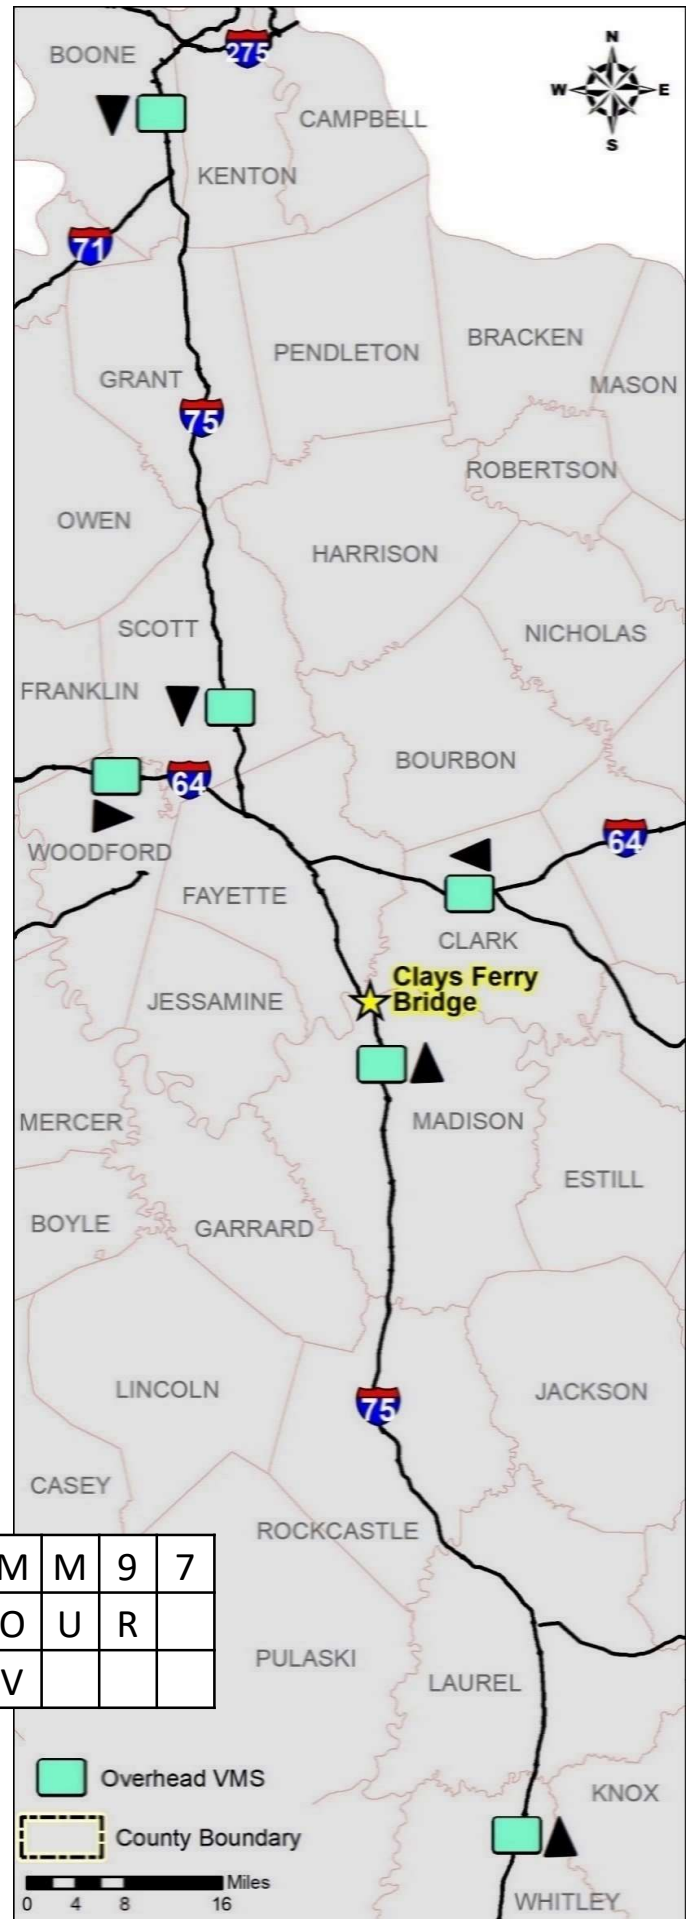 BOONE
275
N
W E
S
CAMPBELL
KENTON
71
BRACKEN
PENDLETON
GRANT
MASON
75
ROBERTSON
OWEN
HARRISON
SCOTT
NICHOLAS
FRANKLIN
BOURBON
64
64
WOODFORD
FAYETTE
CLARK
Clays Ferry
Bridge
JESSAMINE
MERCER
MADISON
ESTILL
BOYLE
GARRARD
LINCOLN
JACKSON
75
CASEY
ROCKCASTLE
M M 9 7
O U R
V
PULASKI
LAUREL
Overhead VMS
KNOX
County Boundary
Miles
0 4 8 16
WHITLEY